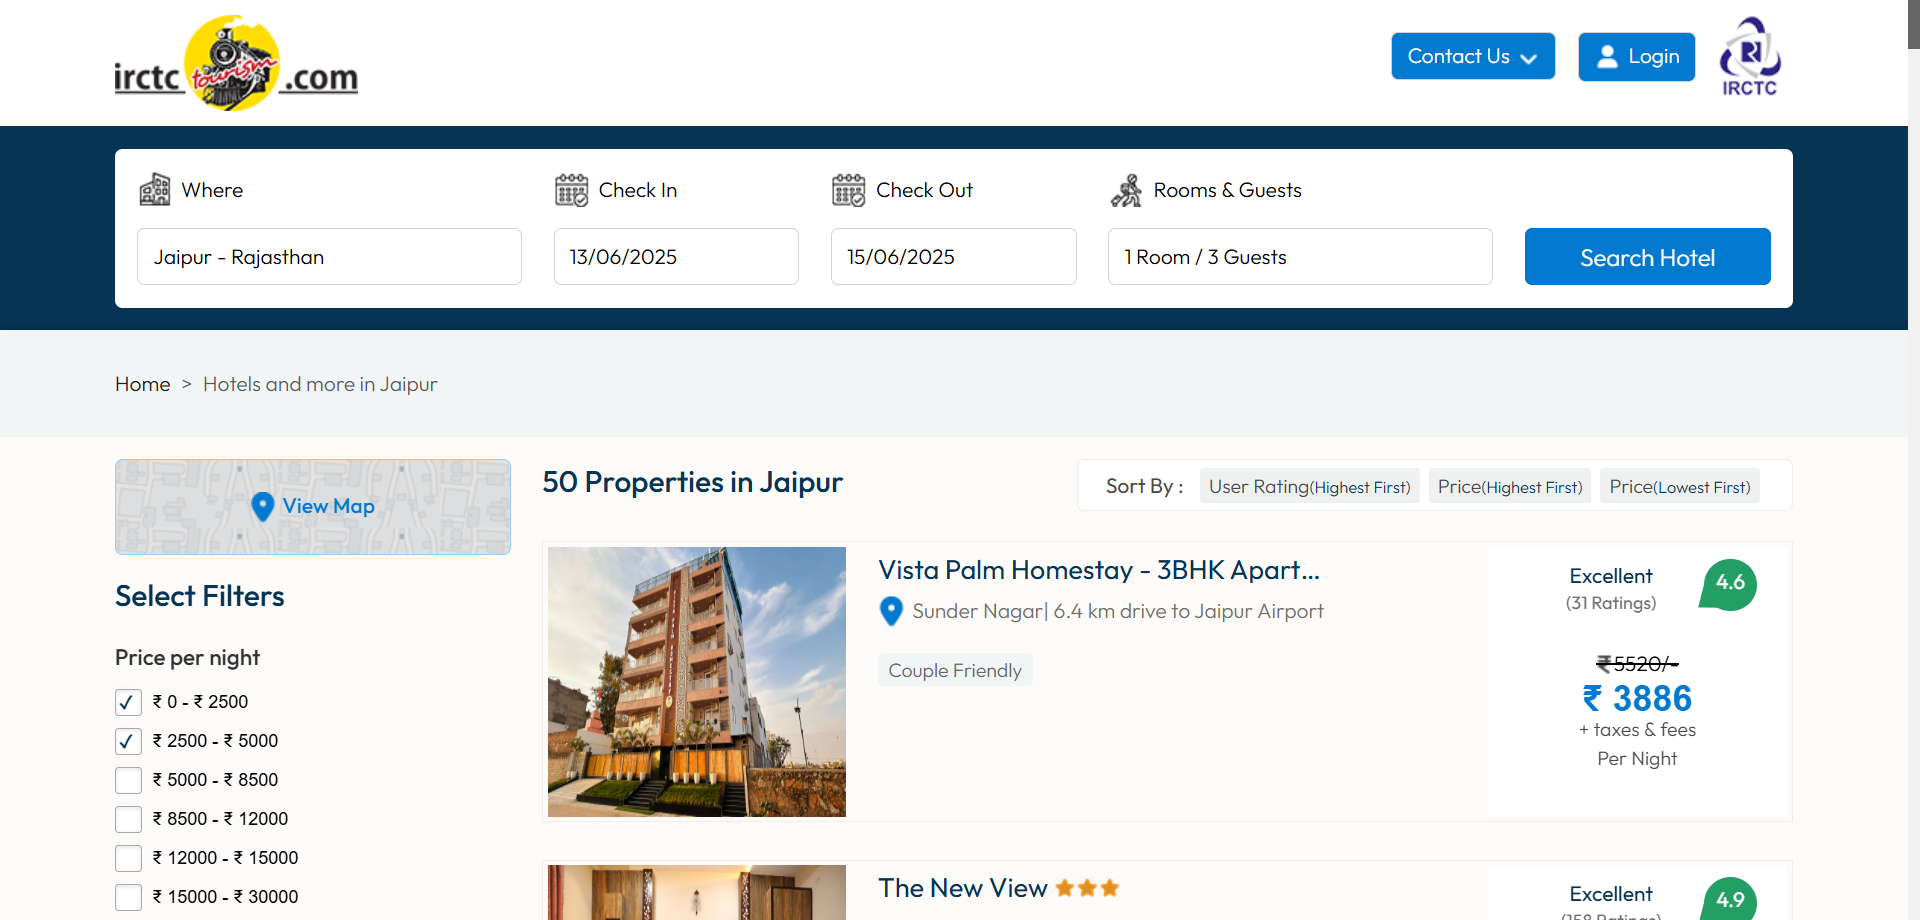 irctc tourism .com
Contact Us
Login
IRCTC
Where
Check In
Check Out
Rooms & Guests
Jaipur - Rajasthan
13/06/2025
15/06/2025
1 Room / 3 Guests
Search Hotel
Home > Hotels and more in Jaipur
View Map
50 Properties in Jaipur
Sort By :
User Rating(Highest First)
Price(Highest First)
Price(Lowest First)
Select Filters
Price per night
₹ 0 - ₹ 2500
₹ 2500 - ₹ 5000
₹ 5000 - ₹ 8500
₹ 8500 - ₹ 12000
₹ 12000 - ₹ 15000
₹ 15000 - ₹ 30000
Vista Palm Homestay - 3BHK Apart...
Sunder Nagar| 6.4 km drive to Jaipur Airport
Couple Friendly
Excellent
(31 Ratings)
4.6
₹5520/-
₹ 3886
+ taxes & fees
Per Night
The New View
Excellent
(158 Ratings)
4.9